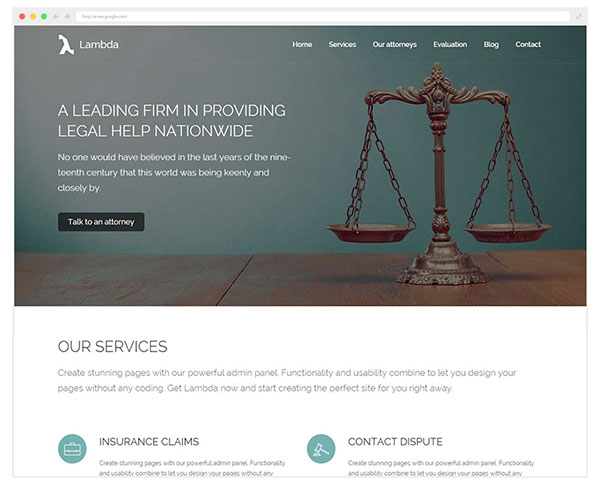 http://www.google.com/
Lambda
Home Services Our attorneys Evaluation Blog Contact
A LEADING FIRM IN PROVIDING
LEGAL HELP NATIONWIDE
No one would have believed in the last years of the nine-
teenth century that this world was being keenly and
closely by.
Talk to an attorney
OUR SERVICES
Create stunning pages with our powerful admin panel. Functionality and usability combine to let you design your
pages without any coding. Get Lambda now and start creating the perfect site for you right away.
INSURANCE CLAIMS
Create stunning pages with our powerful admin panel. Functionality
and usability combine to let you design your pages without any
CONTACT DISPUTE
Create stunning pages with our powerful admin panel. Functionality
and usability combine to let you design your pages without any